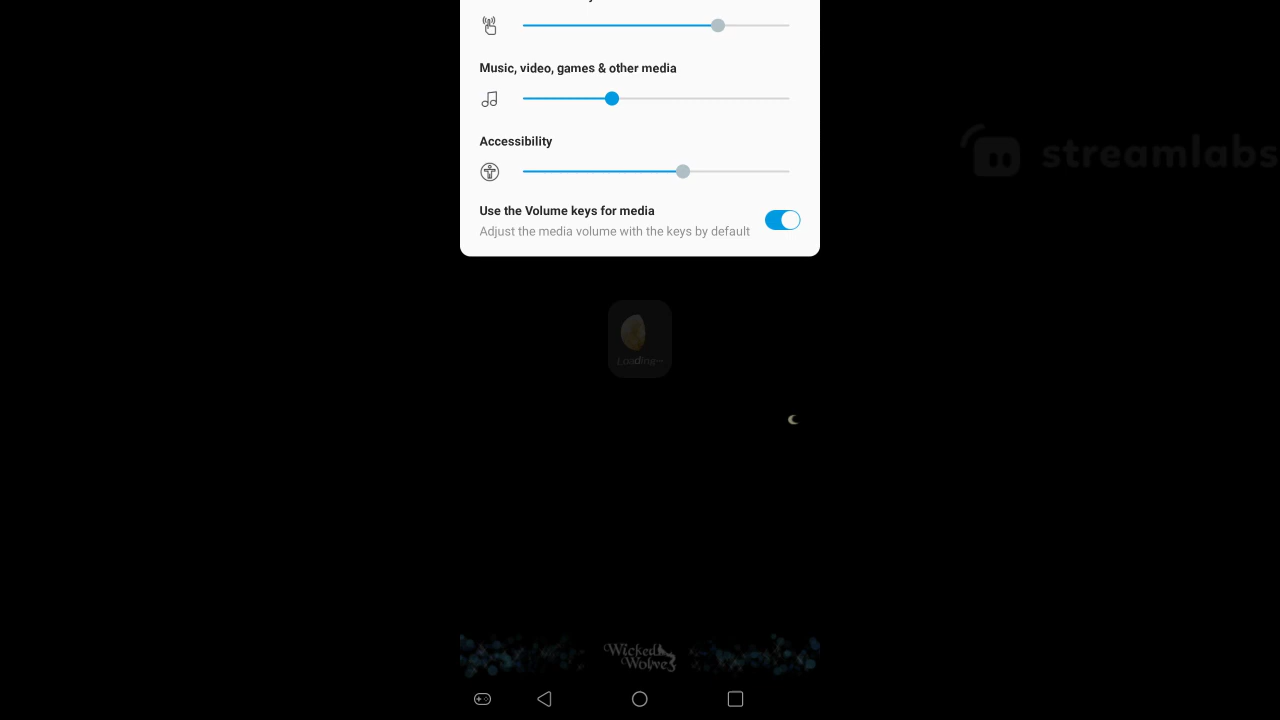 Music, video, games & other media
Accessibility
Use the Volume keys for media
Adjust the media volume with the keys by default
streamlabs
Loading
Wicked
Wolves